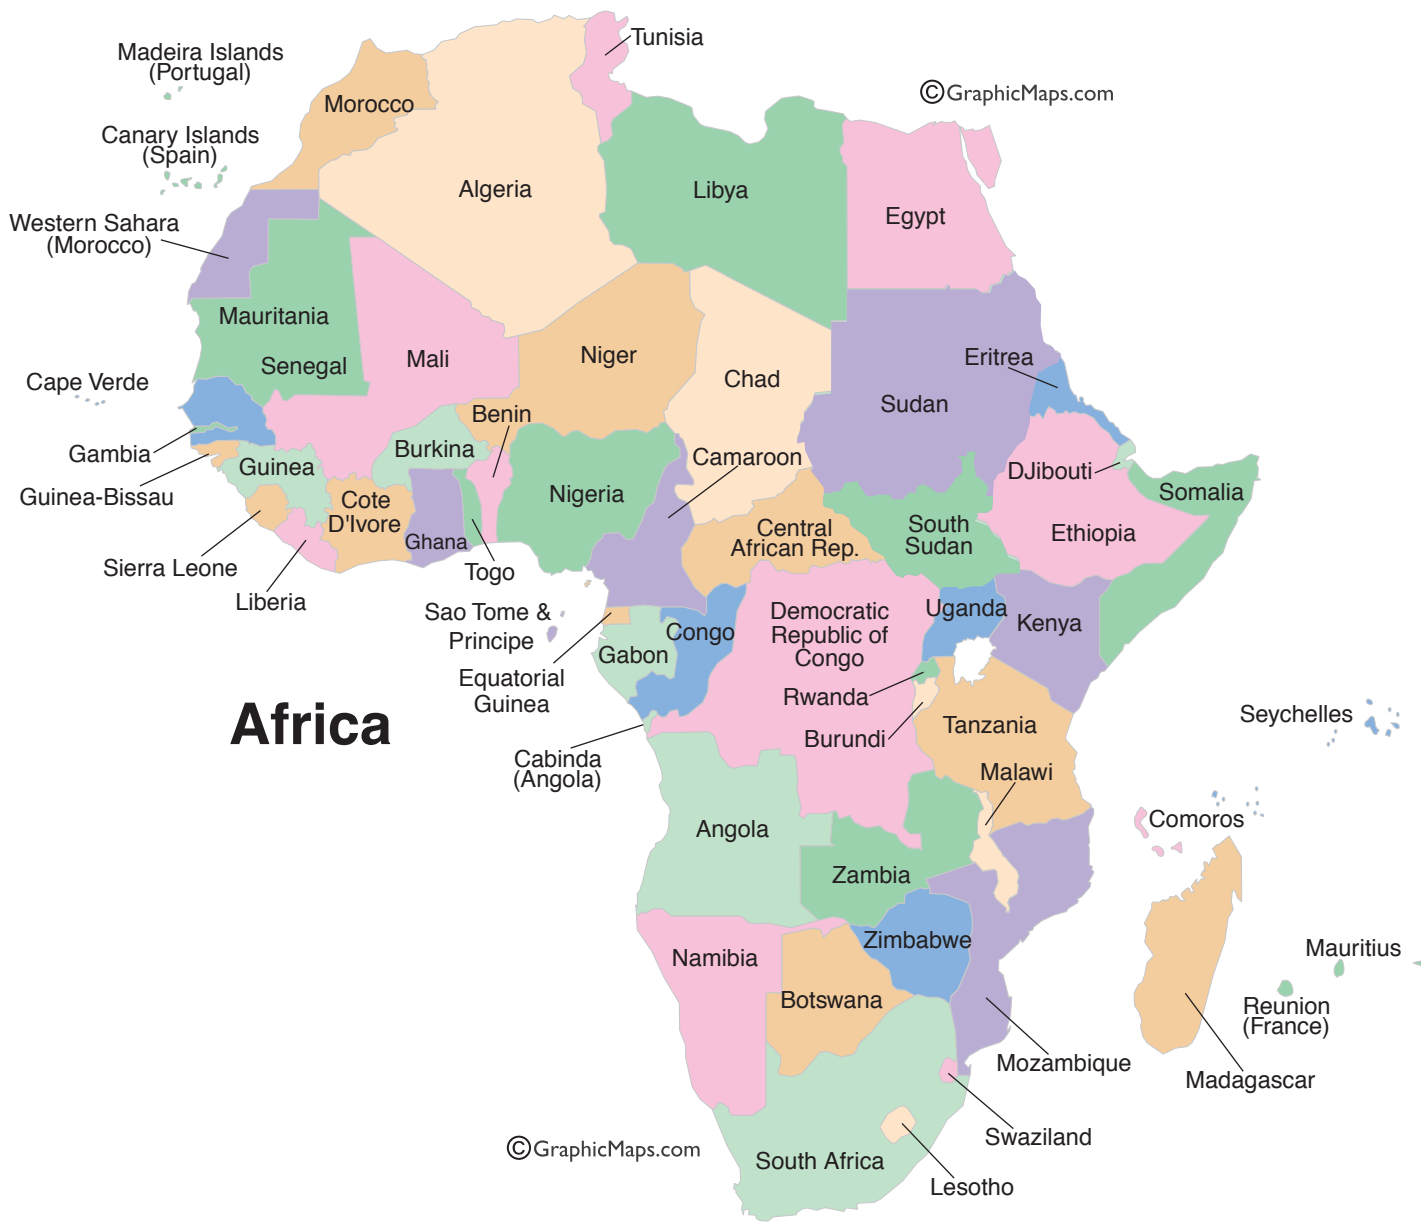 Tunisia
Madeira Islands
(Portugal)
©GraphicMaps.com
Morocco
Canary Islands
(Spain)
Algeria
Libya
Egypt
Western Sahara
(Morocco)
Mauritania
Senegal
Mali
Niger
Chad
Eritrea
Sudan
Cape Verde
Benin
Burkina
Gambia
Guinea
Camaroon
DJibouti
Somalia
Guinea-Bissau
Cote
D'Ivore
Nigeria
Central
African Rep.
South
Sudan
Ethiopia
Ghana
Sierra Leone
Togo
Liberia
Sao Tome &
Principe
Congo
Democratic
Republic of
Congo
Uganda
Kenya
Gabon
Equatorial
Guinea
Rwanda
Africa
Burundi
Tanzania
Seychelles
Cabinda
(Angola)
Malawi
Angola
Comoros
Zambia
Namibia
Zimbabwe
Mauritius
Botswana
Reunion
(France)
Mozambique
Madagascar
©GraphicMaps.com
Swaziland
South Africa
Lesotho